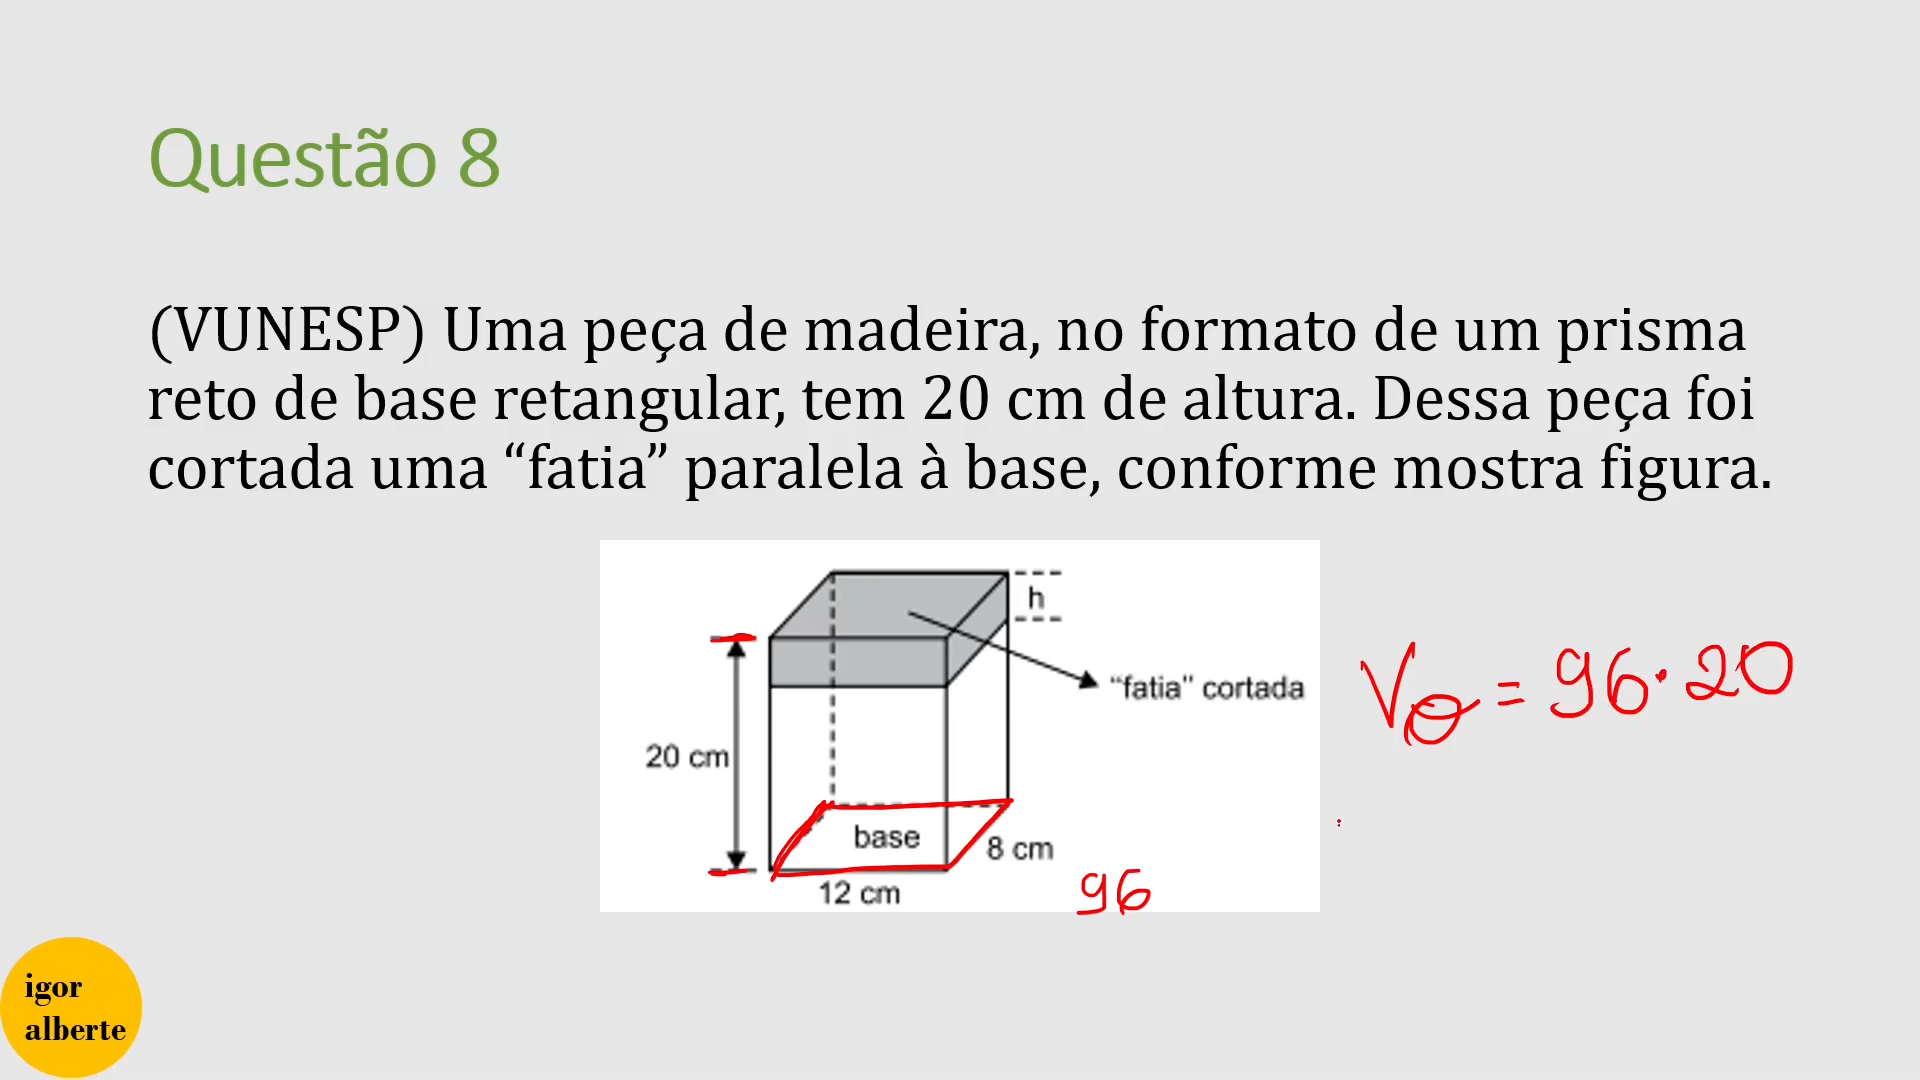 Questão 8
(VUNESP) Uma peça de madeira, no formato de um prisma
reto de base retangular, tem 20 cm de altura. Dessa peça foi
cortada uma “fatia” paralela à base, conforme mostra figura.
h
“fatia” cortada
= 96·20
20 cm
base
8 cm
12 cm
96
igor
alberte